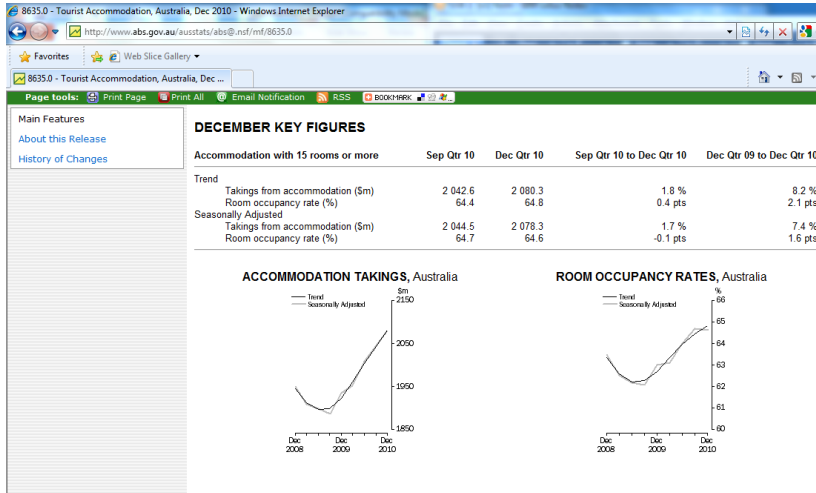 8635.0 - Tourist Accommodation, Australia, Dec 2010 - Windows Internet Explorer
http://www.abs.gov.au/ausstats/abs@.nsf/mf/8635.0
Favorites Web Slice Gallery
8635.0 - Tourist Accommodation, Australia, Dec ...
Page tools: Print Page Print All Email Notification RSS BOOKMARK
Main Features
About this Release
History of Changes
DECEMBER KEY FIGURES
Accommodation with 15 rooms or more Sep Qtr 10 Dec Qtr 10 Sep Qtr 10 to Dec Qtr 10 Dec Qtr 09 to Dec Qtr 10
Trend
Takings from accommodation ($m) 2 042.6 2 080.3 1.8 % 8.2 %
Room occupancy rate (%) 64.4 64.8 0.4 pts 2.1 pts
Seasonally Adjusted
Takings from accommodation ($m) 2 044.5 2 078.3 1.7 % 7.4 %
Room occupancy rate (%) 64.7 64.6 -0.1 pts 1.6 pts
ACCOMMODATION TAKINGS, Australia
$m
Trend
Seasonally Adjusted
2150
2050
1950
1850
Dec Dec Dec
2008 2009 2010
ROOM OCCUPANCY RATES, Australia
%
Trend
Seasonally Adjusted
66
65
64
63
62
61
60
Dec Dec Dec
2008 2009 2010